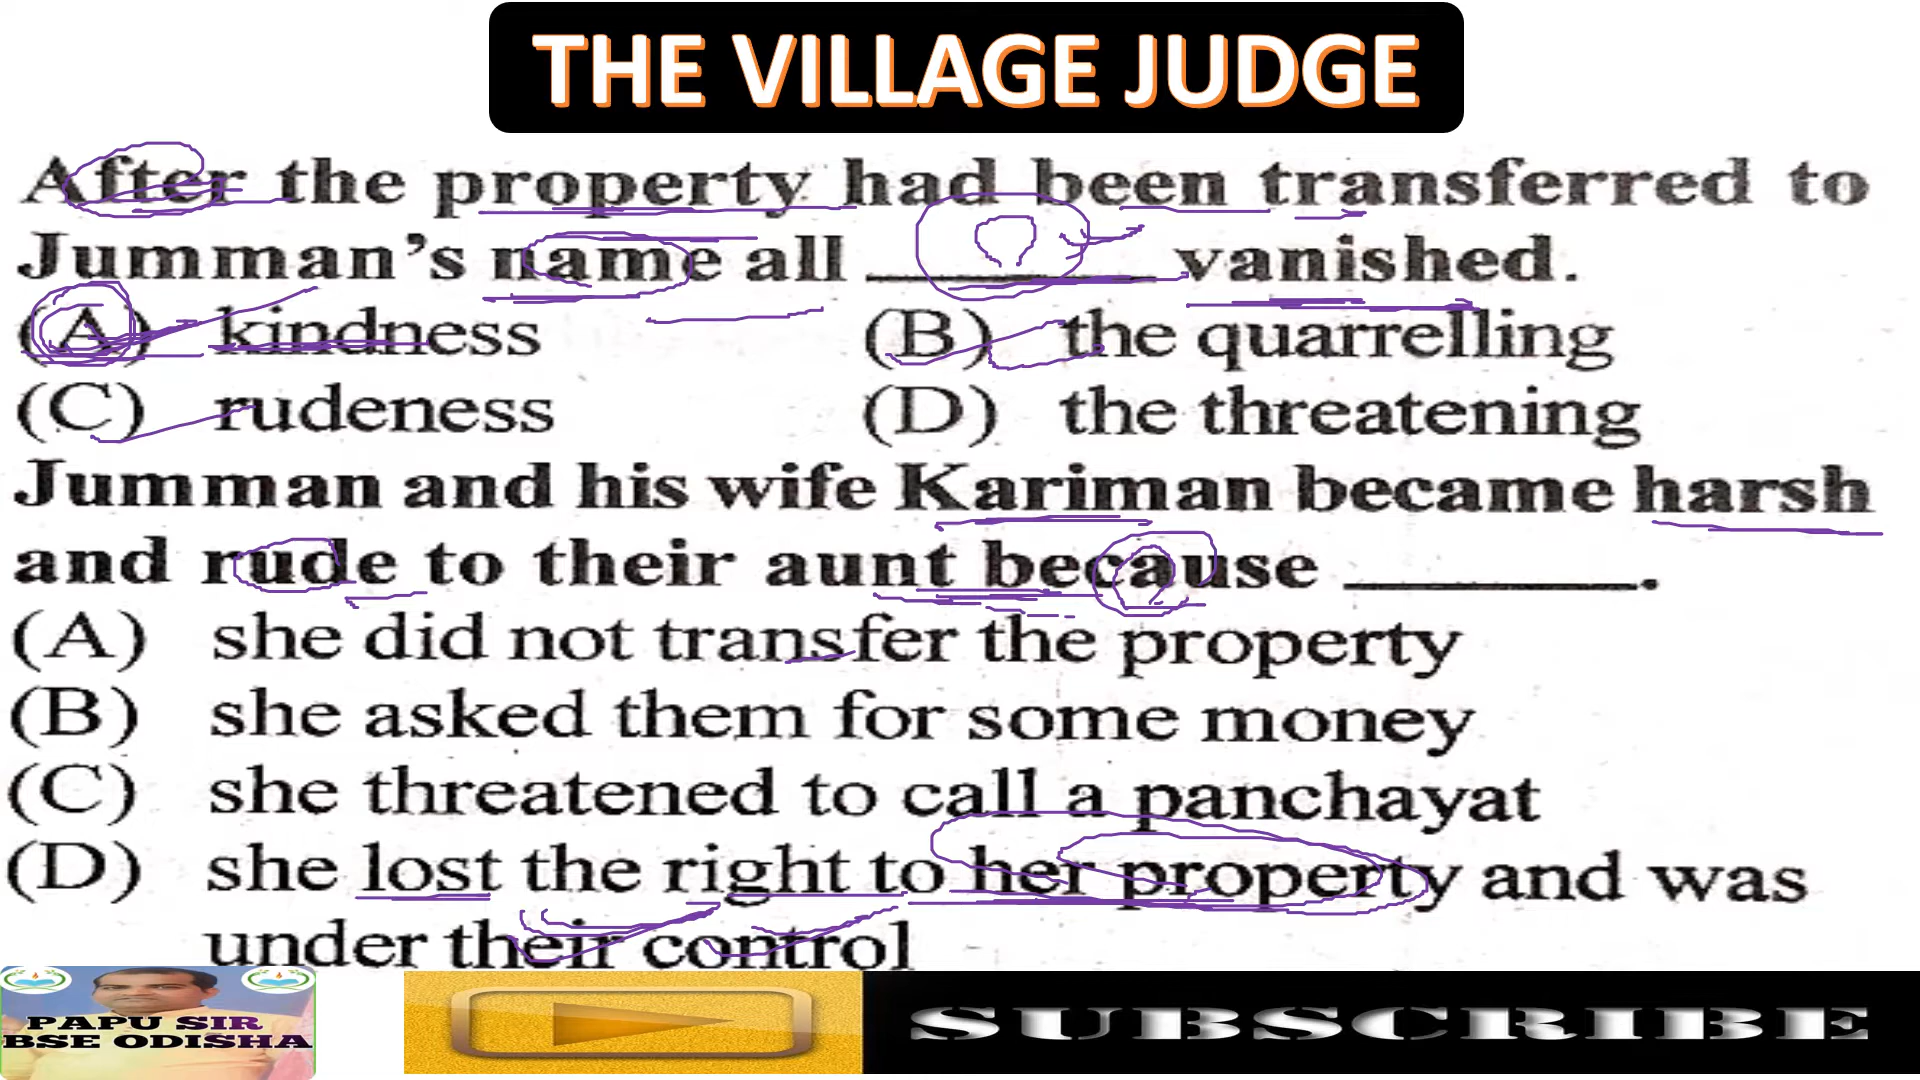 THE VILLAGE JUDGE
After the property had been transferred to
Jumman's name all ________ vanished.
(A) kindness (B) the quarrelling
(C) rudeness (D) the threatening
Jumman and his wife Kariman became harsh
and rude to their aunt because ________.
(A) she did not transfer the property
(B) she asked them for some money
(C) she threatened to call a panchayat
(D) she lost the right to her property and was
under their control
PAPU SIR
BSE ODISHA
SUBSCRIBE